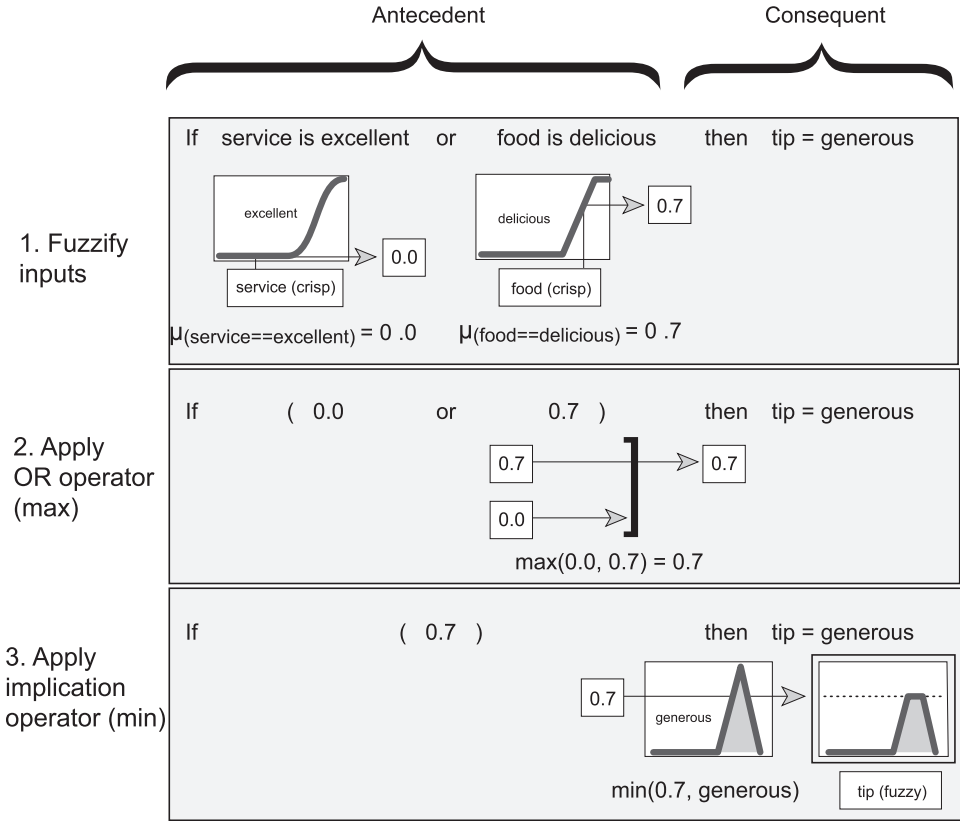 Antecedent
Consequent
If service is excellent or food is delicious then tip = generous
excellent
delicious
0.7
1. Fuzzify
inputs
0.0
service (crisp)
food (crisp)
μ(service==excellent) = 0 .0
μ(food==delicious) = 0 .7
If ( 0.0 or 0.7 ) then tip = generous
2. Apply
OR operator
(max)
0.7
0.7
0.0
max(0.0, 0.7) = 0.7
If ( 0.7 ) then tip = generous
3. Apply
implication
operator (min)
0.7
generous
min(0.7, generous)
tip (fuzzy)